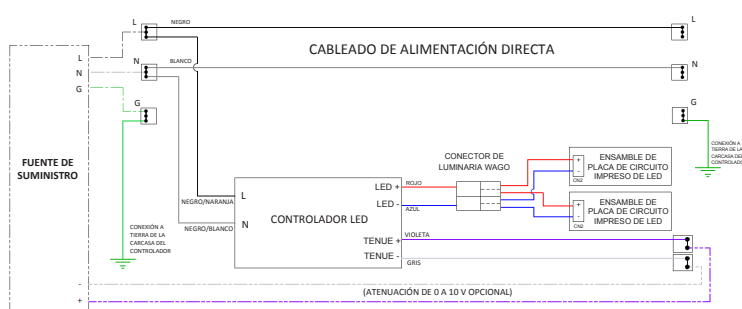 L
NEGRO
L
CABLEADO DE ALIMENTACIÓN DIRECTA
L
N
BLANCO
N
N
G
G
G
FUENTE DE
SUMINISTRO
CONEXIÓN A
TIERRA DE LA
CARCASA DEL
CONTROLADOR
CONECTOR DE
LUMINARIA WAGO
ENSAMBLE DE
PLACA DE CIRCUITO
IMPRESO DE LED
+
-
CN2
ENSAMBLE DE
PLACA DE CIRCUITO
IMPRESO DE LED
+
-
CN2
LED +
ROJO
LED -
AZUL
NEGRO/NARANJA
L
CONTROLADOR LED
NEGRO/BLANCO
N
TENUE +
VIOLETA
TENUE -
GRIS
CONEXIÓN A
TIERRA DE LA
CARCASA DEL
CONTROLADOR
-
(ATENUACIÓN DE 0 A 10 V OPCIONAL)
+